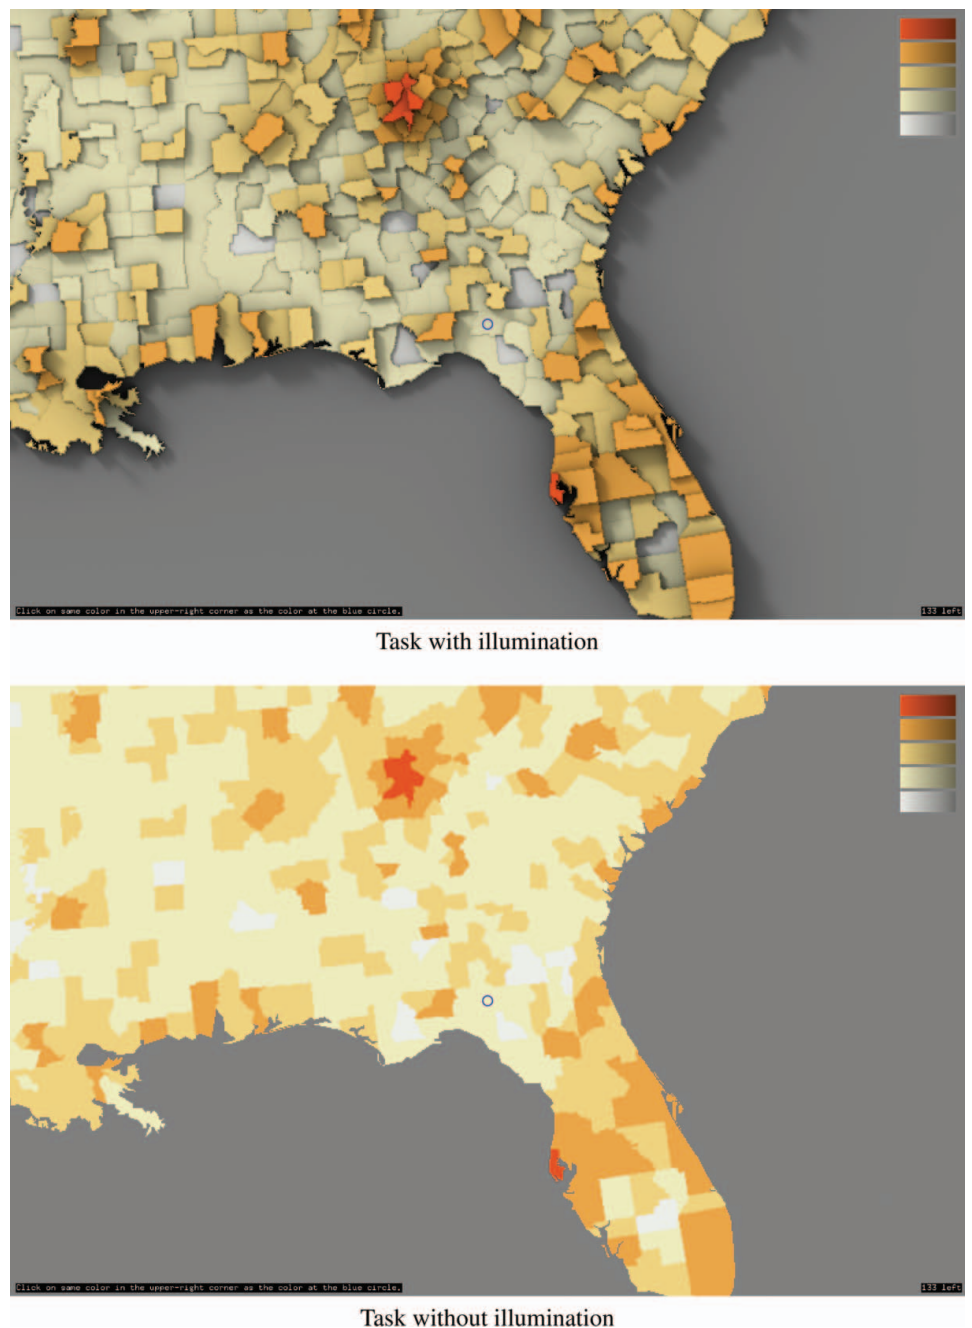 Click on same color in the upper-right corner as the color at the blue circle.
133 left
Task with illumination
Click on same color in the upper-right corner as the color at the blue circle.
133 left
Task without illumination